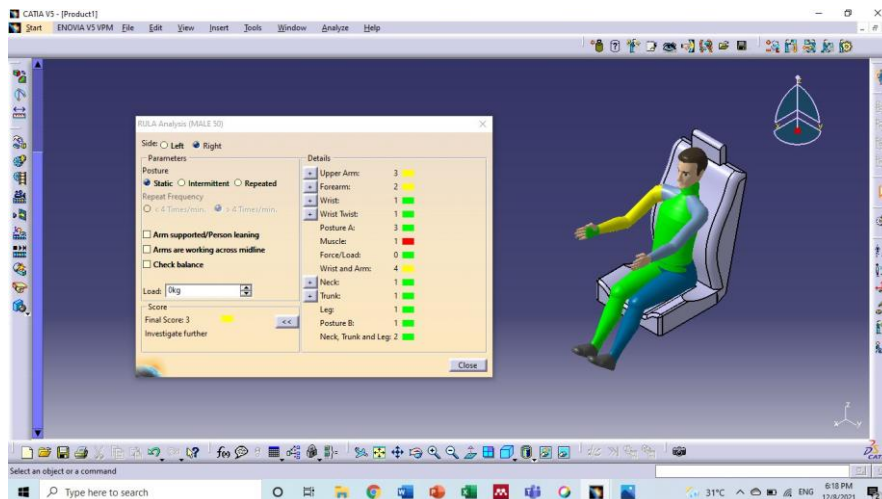 CATIA V5 - [Product1]
Start ENOVIA V5 VPM File Edit View Insert Tools Window Analyze Help
RULA Analysis (MALE 50)
Side: Left Right
Parameters
Posture
Static Intermittent Repeated
Repeat Frequency
< 4 Times/min. > 4 Times/min.
Arm supported/Person leaning
Arms are working across midline
Check balance
Load: 0kg
Score
Final Score: 3
Investigate further
<<
Details
+ Upper Arm: 3
+ Forearm: 2
+ Wrist: 1
+ Wrist Twist: 1
Posture A: 3
Muscle: 1
Force/Load: 0
Wrist and Arm: 4
+ Neck: 1
+ Trunk: 1
Leg: 1
Posture B: 1
Neck, Trunk and Leg: 2
Close
Select an object or a command
Type here to search
31°C ENG 6:18 PM
12/8/2021